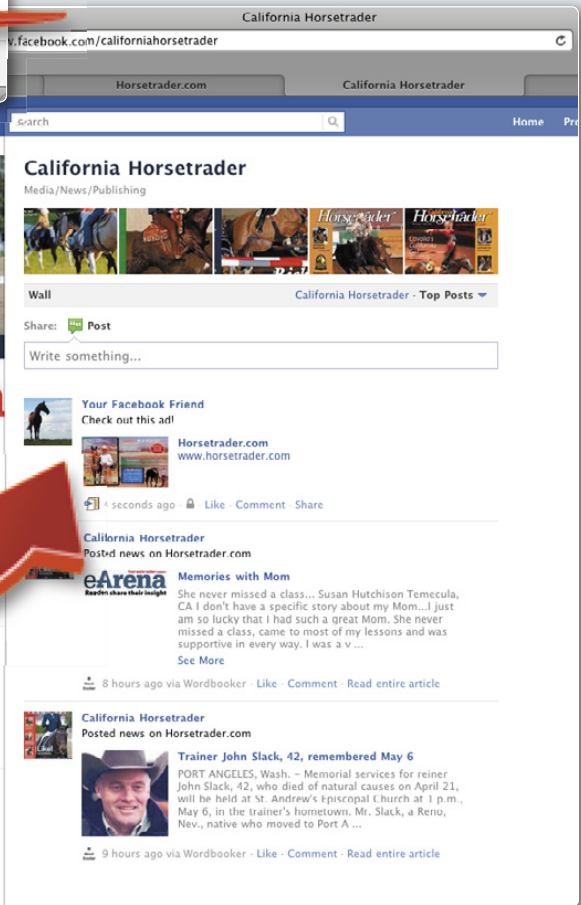 California Horsetrader
w.facebook.com/californiahorsetrader
Horsetrader.com
California Horsetrader
Search
Home
Pro
California Horsetrader
Media/News/Publishing
Horsetrader
Horsetrader
Wall
California Horsetrader · Top Posts
Share: Post
Write something...
Your Facebook Friend
Check out this ad!
Horsetrader.com
www.horsetrader.com
seconds ago · Like · Comment · Share
California Horsetrader
Posted news on Horsetrader.com
eArena
Readers share their insight
Memories with Mom
She never missed a class... Susan Hutchison Temecula,
CA I don't have a specific story about my Mom...I just
am so lucky that I had such a great Mom. She never
missed a class, came to most of my lessons and was
supportive in every way. I was a v ...
See More
8 hours ago via Wordbooker · Like · Comment · Read entire article
California Horsetrader
Posted news on Horsetrader.com
Like!
Trainer John Slack, 42, remembered May 6
PORT ANGELES, Wash. – Memorial services for reiner
John Slack, 42, who died of natural causes on April 21,
will be held at St. Andrew's Episcopal Church at 1 p.m.,
May 6, in the trainer's hometown. Mr. Slack, a Reno,
Nev., native who moved to Port A ...
9 hours ago via Wordbooker · Like · Comment · Read entire article